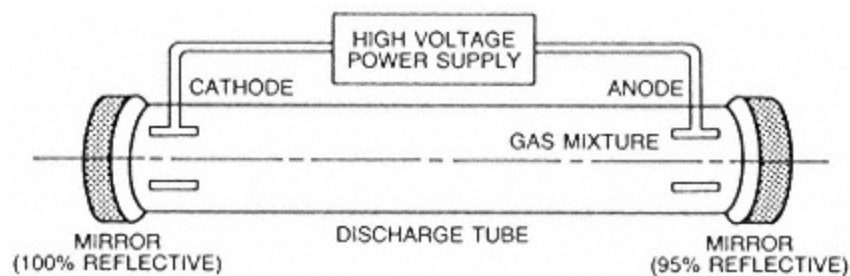 HIGH VOLTAGE
POWER SUPPLY
CATHODE
ANODE
GAS MIXTURE
DISCHARGE TUBE
MIRROR
(100% REFLECTIVE)
MIRROR
(95% REFLECTIVE)